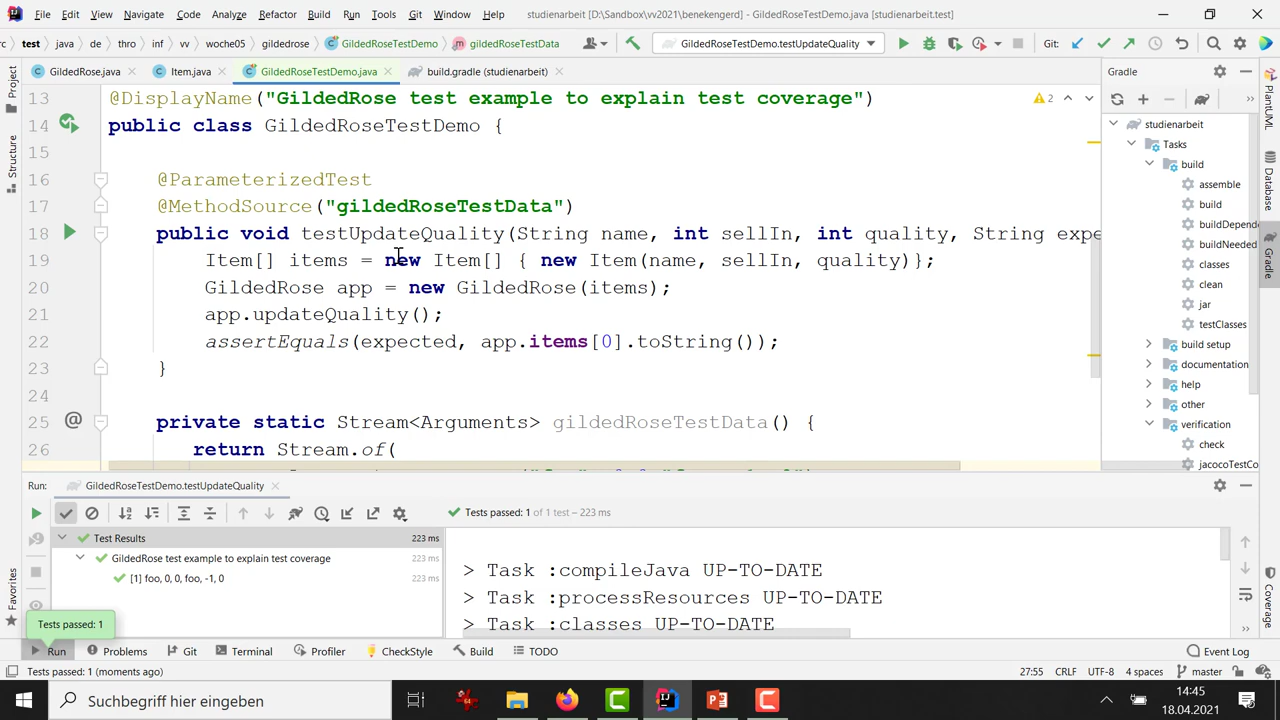 File Edit View Navigate Code Analyze Refactor Build Run Tools Git Window Help studienarbeit [D:\Sandbox\vv2021\benekengerd] - GildedRoseTestDemo.java [studienarbeit.test]
test java de thro inf vv woche05 gildedrose GildedRoseTestDemo gildedRoseTestData GildedRoseTestDemo.testUpdateQuality Git:
GildedRose.java Item.java GildedRoseTestDemo.java build.gradle (studienarbeit) Gradle
Project
Structure
Favorites
13 @DisplayName("GildedRose test example to explain test coverage") 2
14 public class GildedRoseTestDemo {
15
16 @ParameterizedTest
17 @MethodSource("gildedRoseTestData")
18 public void testUpdateQuality(String name, int sellIn, int quality, String expe
19 Item[] items = new Item[] { new Item(name, sellIn, quality)};
20 GildedRose app = new GildedRose(items);
21 app.updateQuality();
22 assertEquals(expected, app.items[0].toString());
23 }
24
25 @ private static Stream<Arguments> gildedRoseTestData() {
26 return Stream.of(
studienarbeit
Tasks
build
assemble
build
buildDepend
buildNeeded
classes
clean
jar
testClasses
build setup
documentation
help
other
verification
check
jacocoTestCo
PlantUML
Database
Gradle
Coverage
Run: GildedRoseTestDemo.testUpdateQuality
Tests passed: 1 of 1 test – 223 ms
Test Results 223 ms
GildedRose test example to explain test coverage 223 ms
[1] foo, 0, 0, foo, -1, 0 223 ms
> Task :compileJava UP-TO-DATE
> Task :processResources UP-TO-DATE
> Task :classes UP-TO-DATE
Tests passed: 1
Run Problems Git Terminal Profiler CheckStyle Build TODO Event Log
Tests passed: 1 (moments ago) 27:55 CRLF UTF-8 4 spaces master
Suchbegriff hier eingeben
14:45
18.04.2021